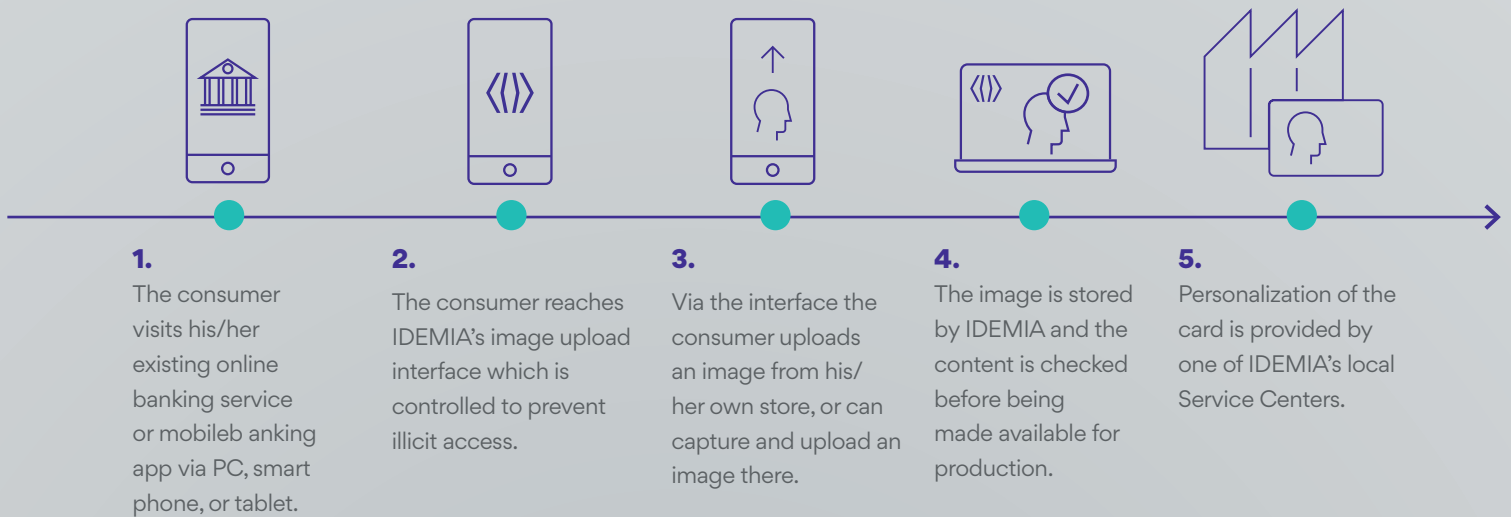 1.
The consumer
visits his/her
existing online
banking service
or mobileb anking
app via PC, smart
phone, or tablet.
2.
The consumer reaches
IDEMIA’s image upload
interface which is
controlled to prevent
illicit access.
3.
Via the interface the
consumer uploads
an image from his/
her own store, or can
capture and upload an
image there.
4.
The image is stored
by IDEMIA and the
content is checked
before being
made available for
production.
5.
Personalization of the
card is provided by
one of IDEMIA’s local
Service Centers.